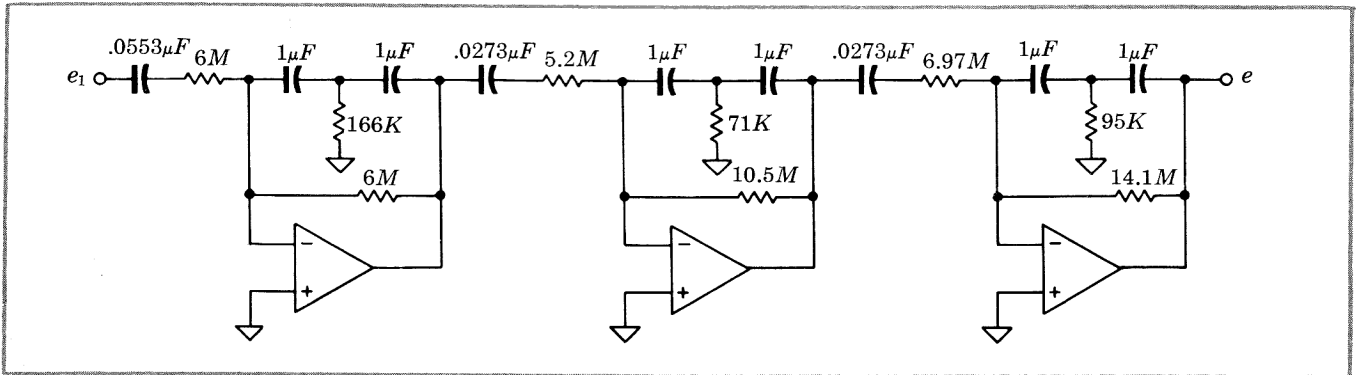 .0553μF 6M 1μF 1μF .0273μF 5.2M 1μF 1μF .0273μF 6.97M 1μF 1μF
e₁ e
166K 71K 95K
6M 10.5M 14.1M
− − −
+ + +